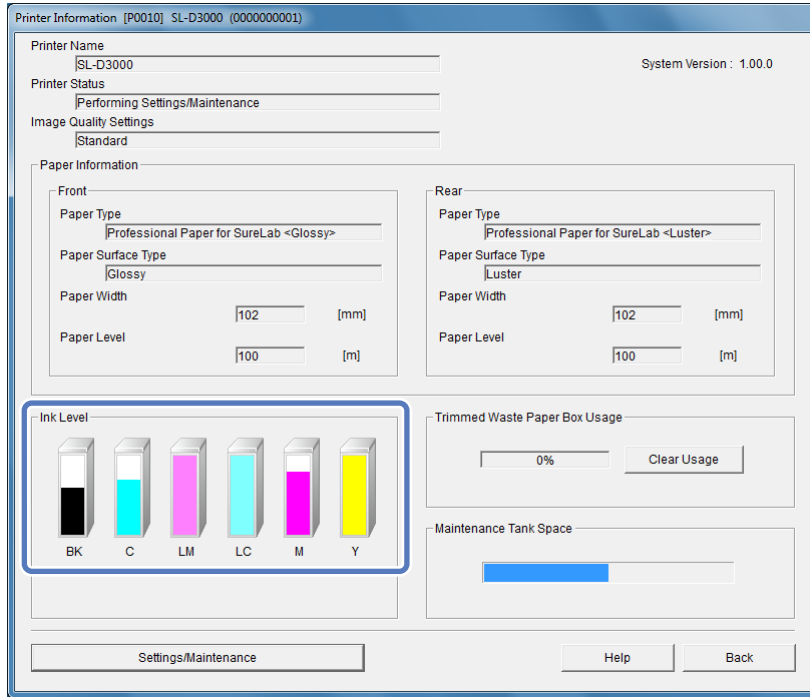 Printer Information [P0010] SL-D3000 (0000000001)
Printer Name
SL-D3000
System Version : 1.00.0
Printer Status
Performing Settings/Maintenance
Image Quality Settings
Standard
Paper Information
Front
Paper Type
Professional Paper for SureLab <Glossy>
Paper Surface Type
Glossy
Paper Width
102 [mm]
Paper Level
100 [m]
Rear
Paper Type
Professional Paper for SureLab <Luster>
Paper Surface Type
Luster
Paper Width
102 [mm]
Paper Level
100 [m]
Ink Level
BK C LM LC M Y
Trimmed Waste Paper Box Usage
0% Clear Usage
Maintenance Tank Space
Settings/Maintenance Help Back